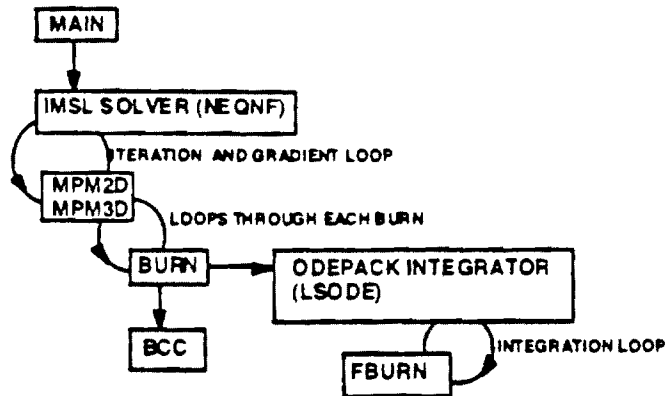 MAIN
IMSL SOLVER (NEQNF)
ITERATION AND GRADIENT LOOP
MPM2D
MPM3D
LOOPS THROUGH EACH BURN
BURN
ODEPACK INTEGRATOR
(LSODE)
BCC
INTEGRATION LOOP
FBURN